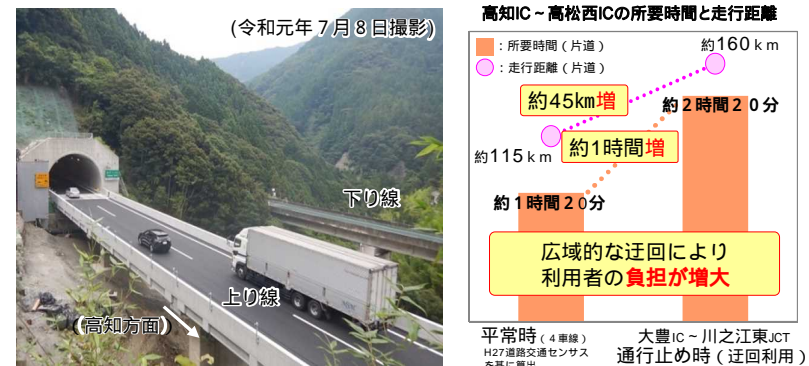 (令和元年７月８日撮影)
下り線
上り線
(高知方面)
高知IC～高松西ICの所要時間と走行距離
：所要時間（片道）
：走行距離（片道）
約160ｋｍ
約45km増
約２時間２０分
約115ｋｍ
約1時間増
約１時間２０分
広域的な迂回により
利用者の負担が増大
平常時（４車線）
H27道路交通センサス
を基に算出
大豊IC～川之江東JCT
通行止め時（迂回利用）